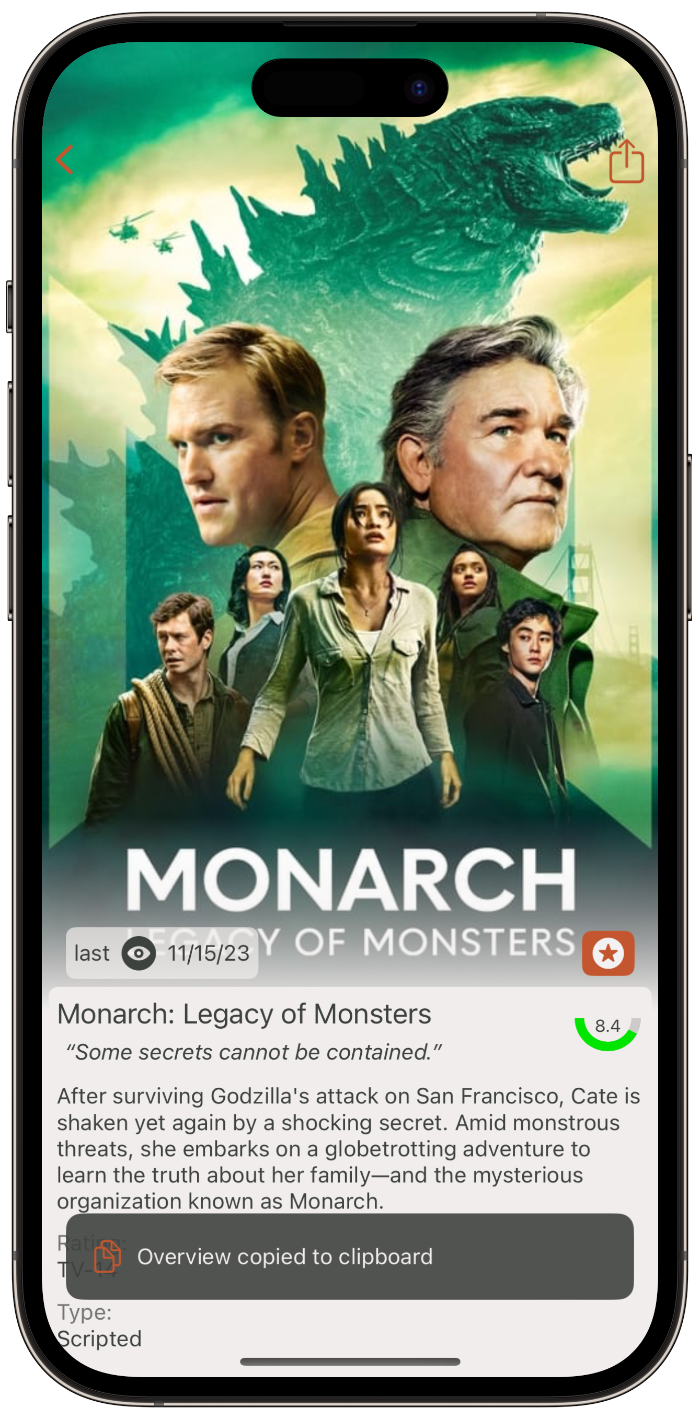 MONARCH
LEGACY OF MONSTERS
last 11/15/23
Monarch: Legacy of Monsters
8.4
“Some secrets cannot be contained.”
After surviving Godzilla's attack on San Francisco, Cate is
shaken yet again by a shocking secret. Amid monstrous
threats, she embarks on a globetrotting adventure to
learn the truth about her family—and the mysterious
organization known as Monarch.
Rating:
TV-14
Overview copied to clipboard
Type:
Scripted